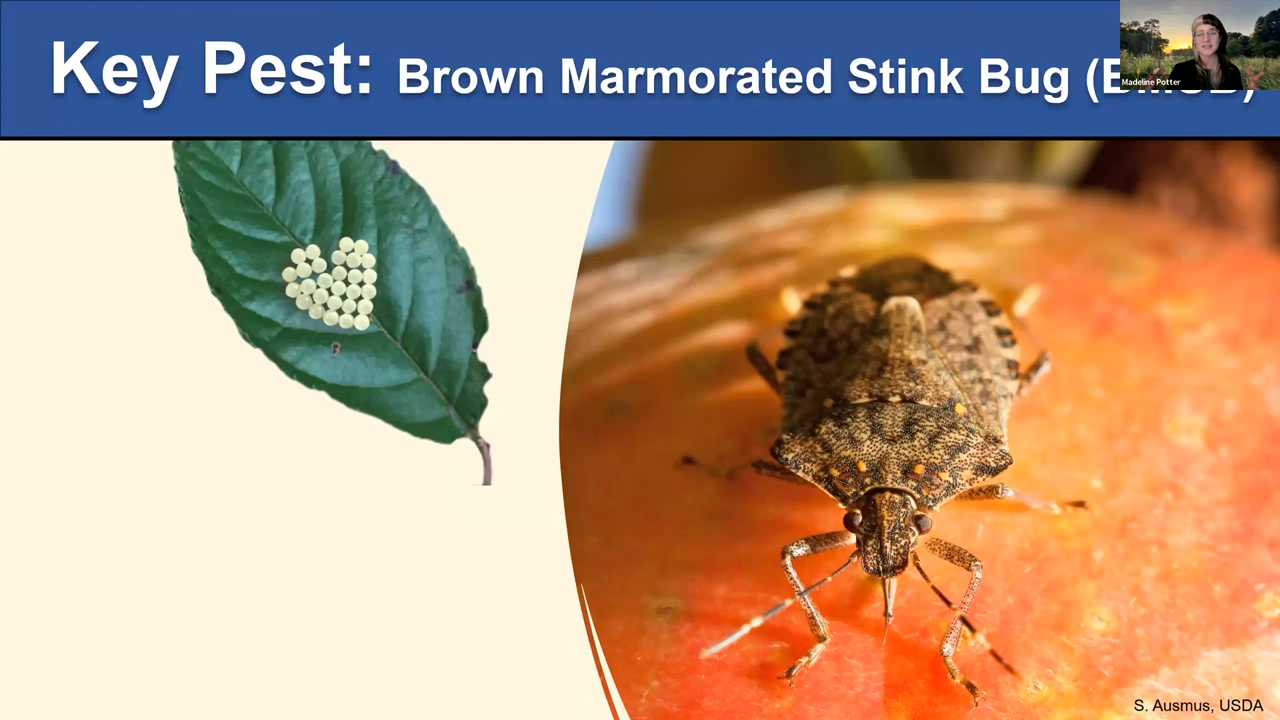 Key Pest: Brown Marmorated Stink Bug
Madeline Potter
S. Ausmus, USDA